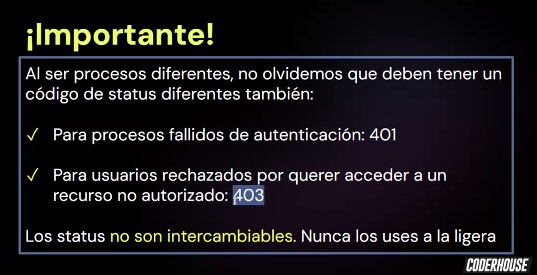 ¡Importante!
Al ser procesos diferentes, no olvidemos que deben tener un
código de status diferentes también:
✓ Para procesos fallidos de autenticación: 401
✓ Para usuarios rechazados por querer acceder a un
recurso no autorizado: 403
Los status no son intercambiables. Nunca los uses a la ligera
CODERHOUSE